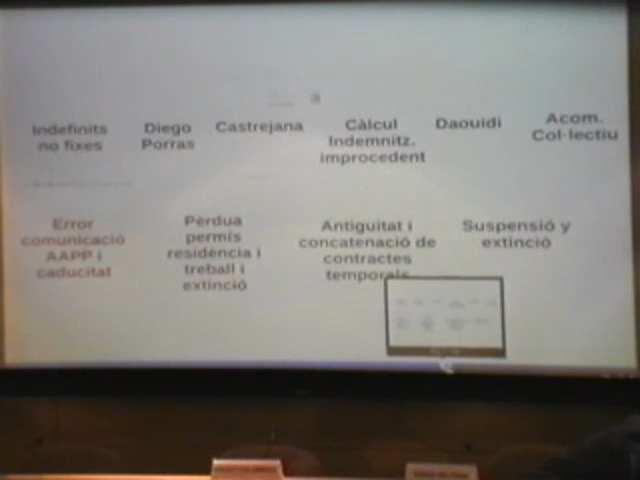 Indefinits
no fixes
Diego
Porras
Castrejana
Càlcul
Indemnitz.
improcedent
Daouidi
Acom.
Col·lectiu
Error
comunicació
AAPP i
caducitat
Pèrdua
permís
residència i
treball i
extinció
Antiguitat i
concatenació de
contractes
temporals
Suspensió y
extinció